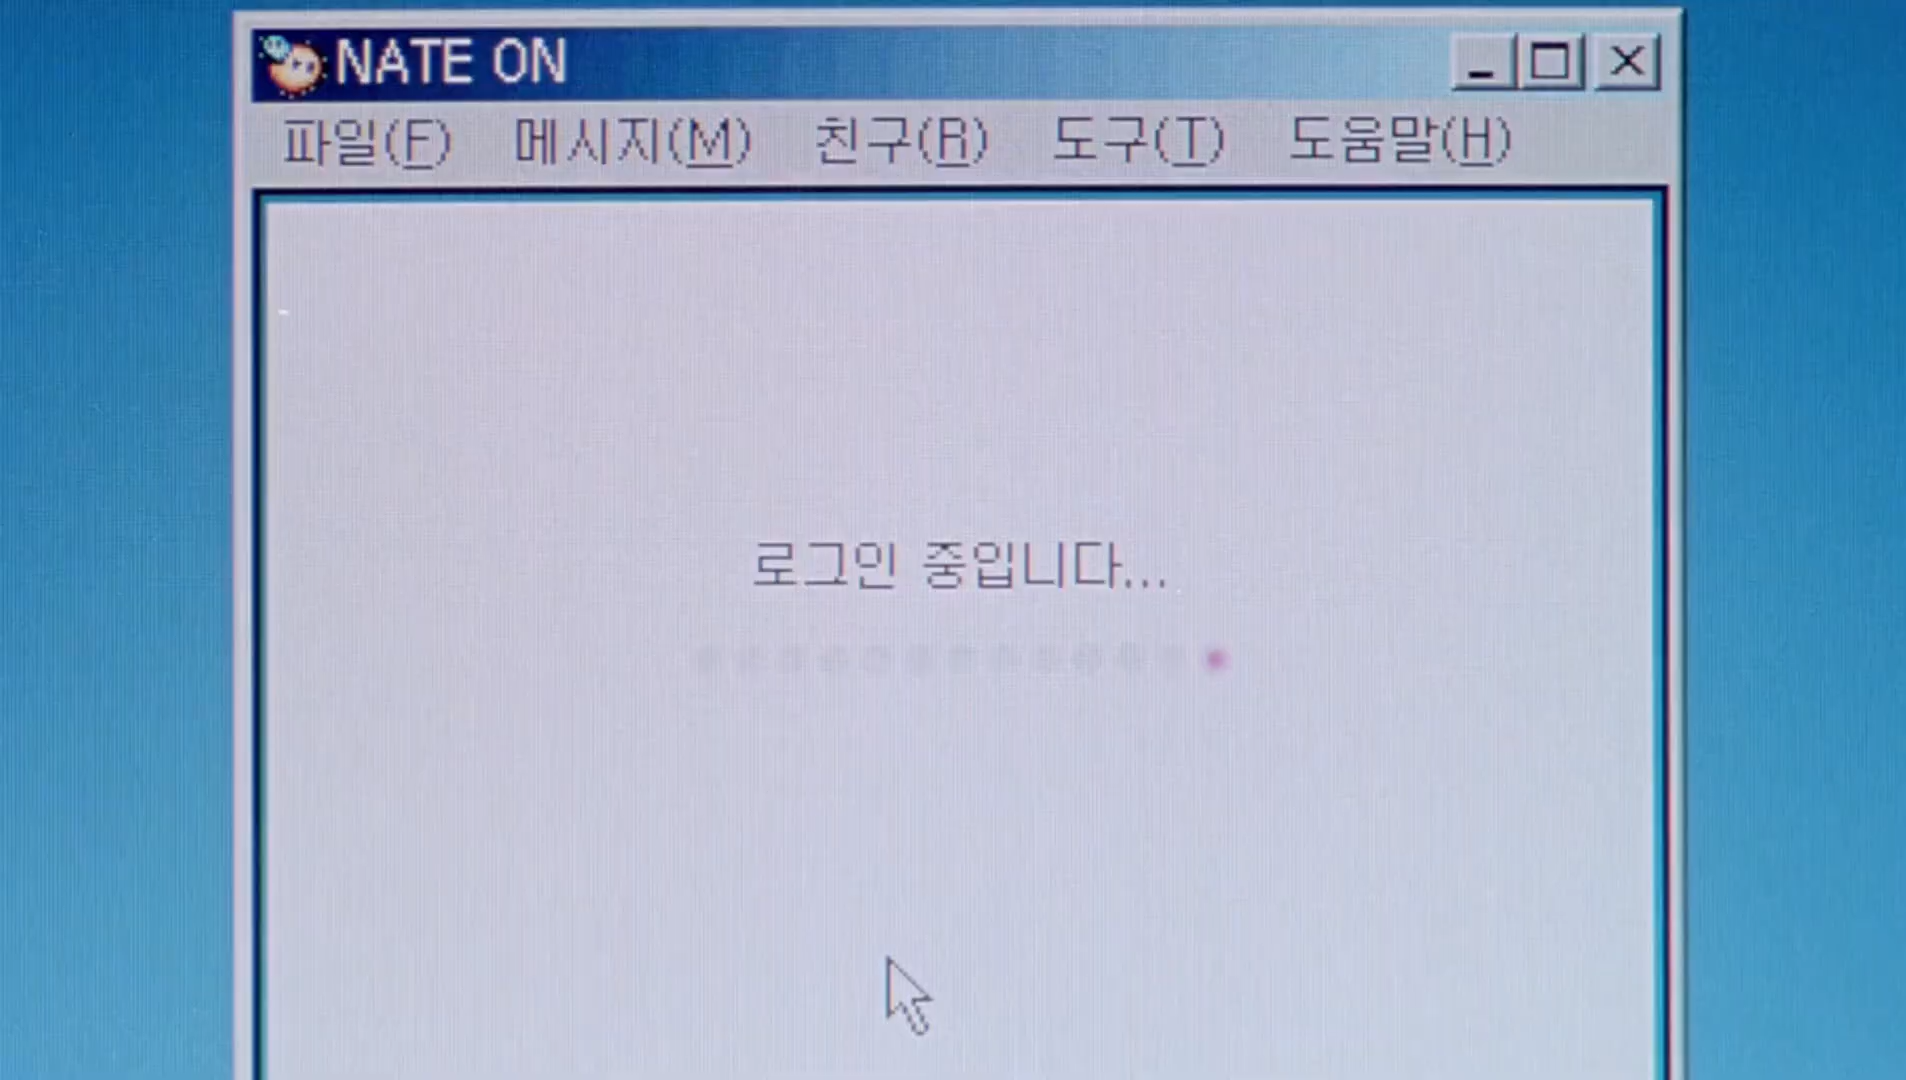 NATE ON
파일(F) 메시지(M) 친구(R) 도구(T) 도움말(H)
로그인 중입니다...